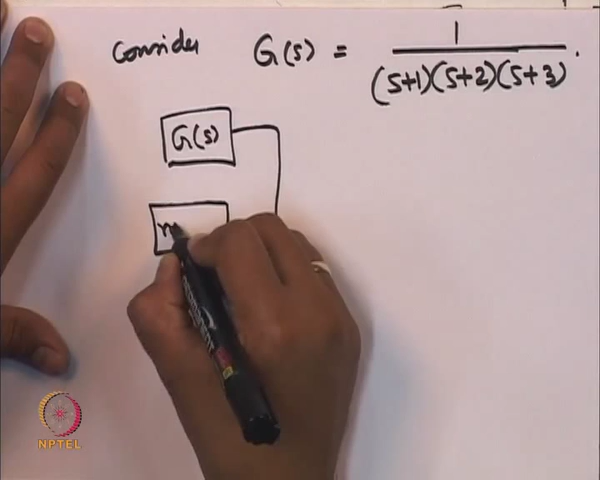 Consider G(s) = 1 / (s+1)(s+2)(s+3).
G(s)
NPTEL